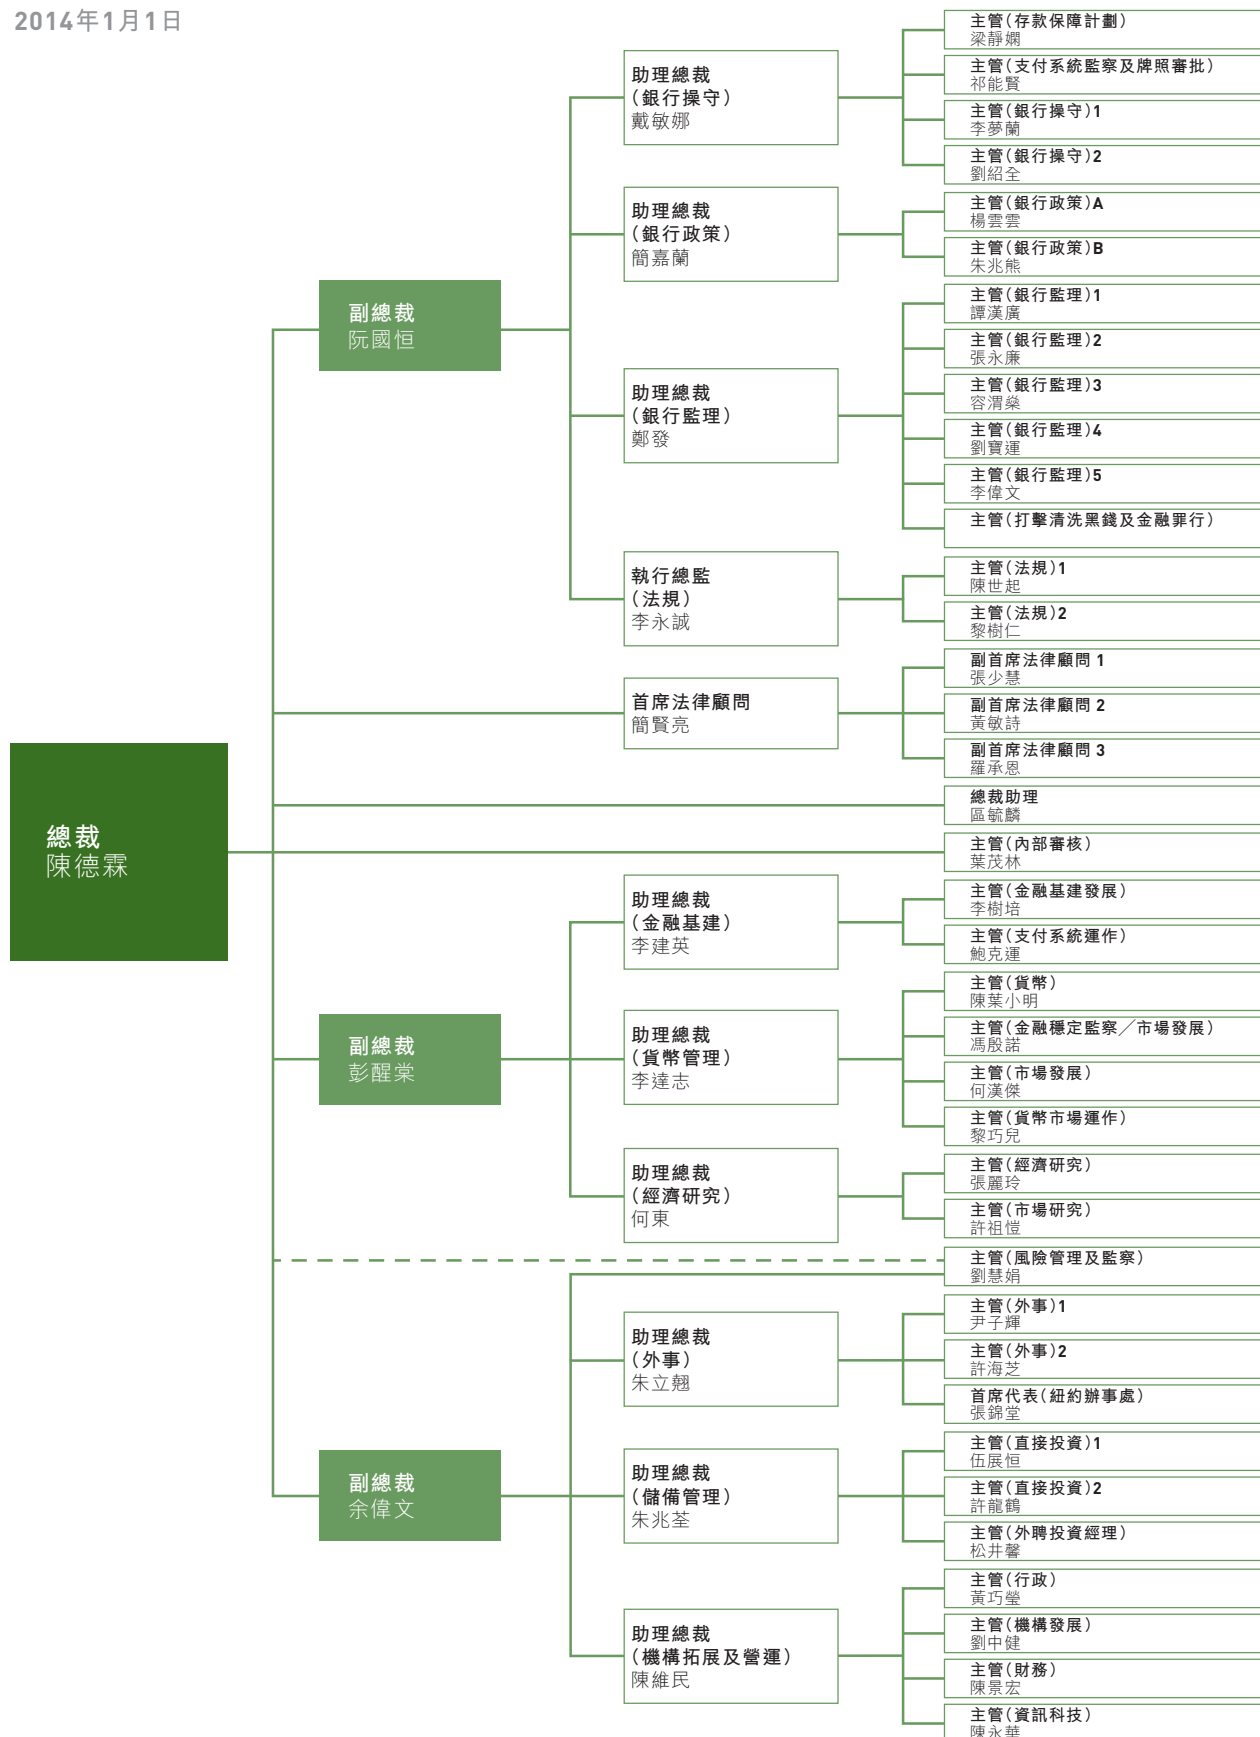 2014年1月1日
總裁
陳德霖
副總裁
阮國恒
助理總裁
(銀行操守)
戴敏娜
主管(存款保障計劃)
梁靜嫻
主管(支付系統監察及牌照審批)
祁能賢
主管(銀行操守)1
李夢蘭
主管(銀行操守)2
劉紹全
助理總裁
(銀行政策)
簡嘉蘭
主管(銀行政策)A
楊雲雲
主管(銀行政策)B
朱兆熊
助理總裁
(銀行監理)
鄭發
主管(銀行監理)1
譚漢廣
主管(銀行監理)2
張永廉
主管(銀行監理)3
容渭燊
主管(銀行監理)4
劉寶運
主管(銀行監理)5
李偉文
主管(打擊清洗黑錢及金融罪行)
執行總監
(法規)
李永誠
主管(法規)1
陳世起
主管(法規)2
黎樹仁
首席法律顧問
簡賢亮
副首席法律顧問 1
張少慧
副首席法律顧問 2
黃敏詩
副首席法律顧問 3
羅承恩
總裁助理
區毓麟
主管(內部審核)
葉茂林
副總裁
彭醒棠
助理總裁
(金融基建)
李建英
主管(金融基建發展)
李樹培
主管(支付系統運作)
鮑克運
助理總裁
(貨幣管理)
李達志
主管(貨幣)
陳葉小明
主管(金融穩定監察／市場發展)
馮殷諾
主管(市場發展)
何漢傑
主管(貨幣市場運作)
黎巧兒
助理總裁
(經濟研究)
何東
主管(經濟研究)
張麗玲
主管(市場研究)
許祖愷
副總裁
余偉文
主管(風險管理及監察)
劉慧娟
助理總裁
(外事)
朱立翹
主管(外事)1
尹子輝
主管(外事)2
許海芝
首席代表(紐約辦事處)
張錦堂
助理總裁
(儲備管理)
朱兆荃
主管(直接投資)1
伍展恒
主管(直接投資)2
許龍鶴
主管(外聘投資經理)
松井馨
助理總裁
(機構拓展及營運)
陳維民
主管(行政)
黃巧瑩
主管(機構發展)
劉中健
主管(財務)
陳景宏
主管(資訊科技)
陳永華